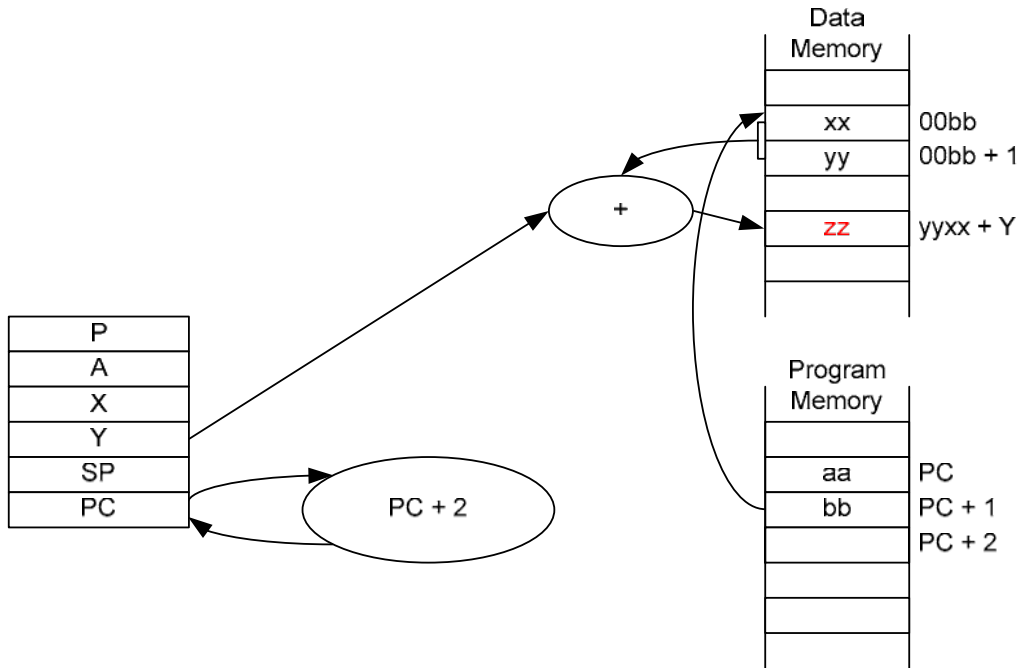 Data
Memory
xx 00bb
yy 00bb + 1
+
zz yyxx + Y
P
A
X
Y
SP
PC
PC + 2
Program
Memory
aa PC
bb PC + 1
PC + 2